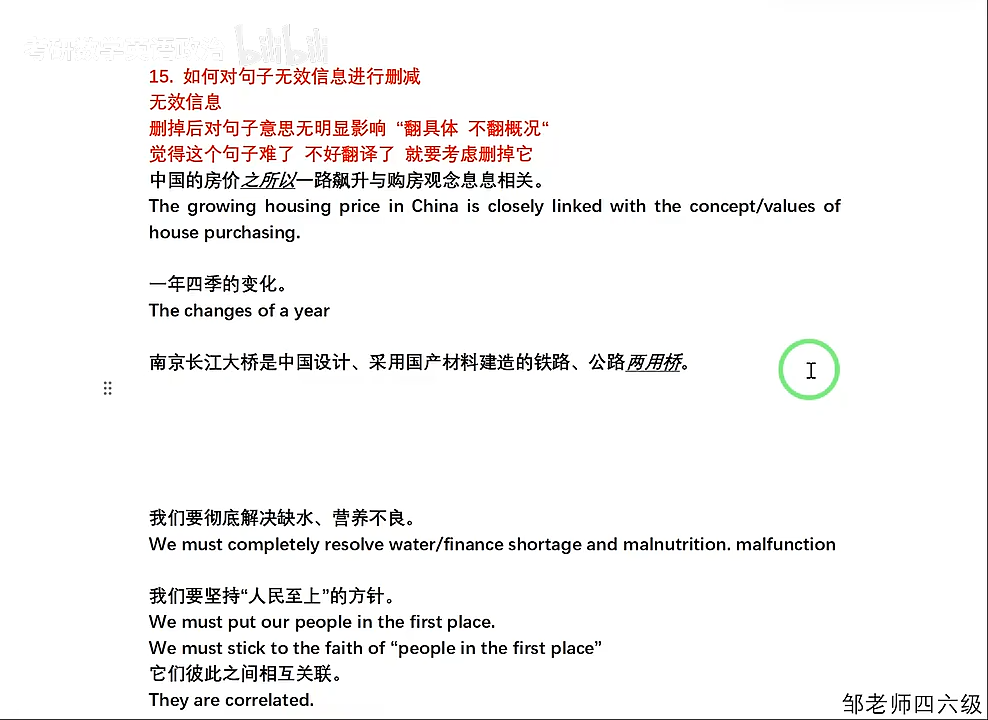 考研数学英语政治 bilibili
15. 如何对句子无效信息进行删减
无效信息
删掉后对句子意思无明显影响 “翻具体 不翻概况“
觉得这个句子难了 不好翻译了 就要考虑删掉它
中国的房价之所以一路飙升与购房观念息息相关。
The growing housing price in China is closely linked with the concept/values of
house purchasing.
一年四季的变化。
The changes of a year
南京长江大桥是中国设计、采用国产材料建造的铁路、公路两用桥。
我们要彻底解决缺水、营养不良。
We must completely resolve water/finance shortage and malnutrition. malfunction
我们要坚持“人民至上”的方针。
We must put our people in the first place.
We must stick to the faith of “people in the first place”
它们彼此之间相互关联。
They are correlated.
邹老师四六级